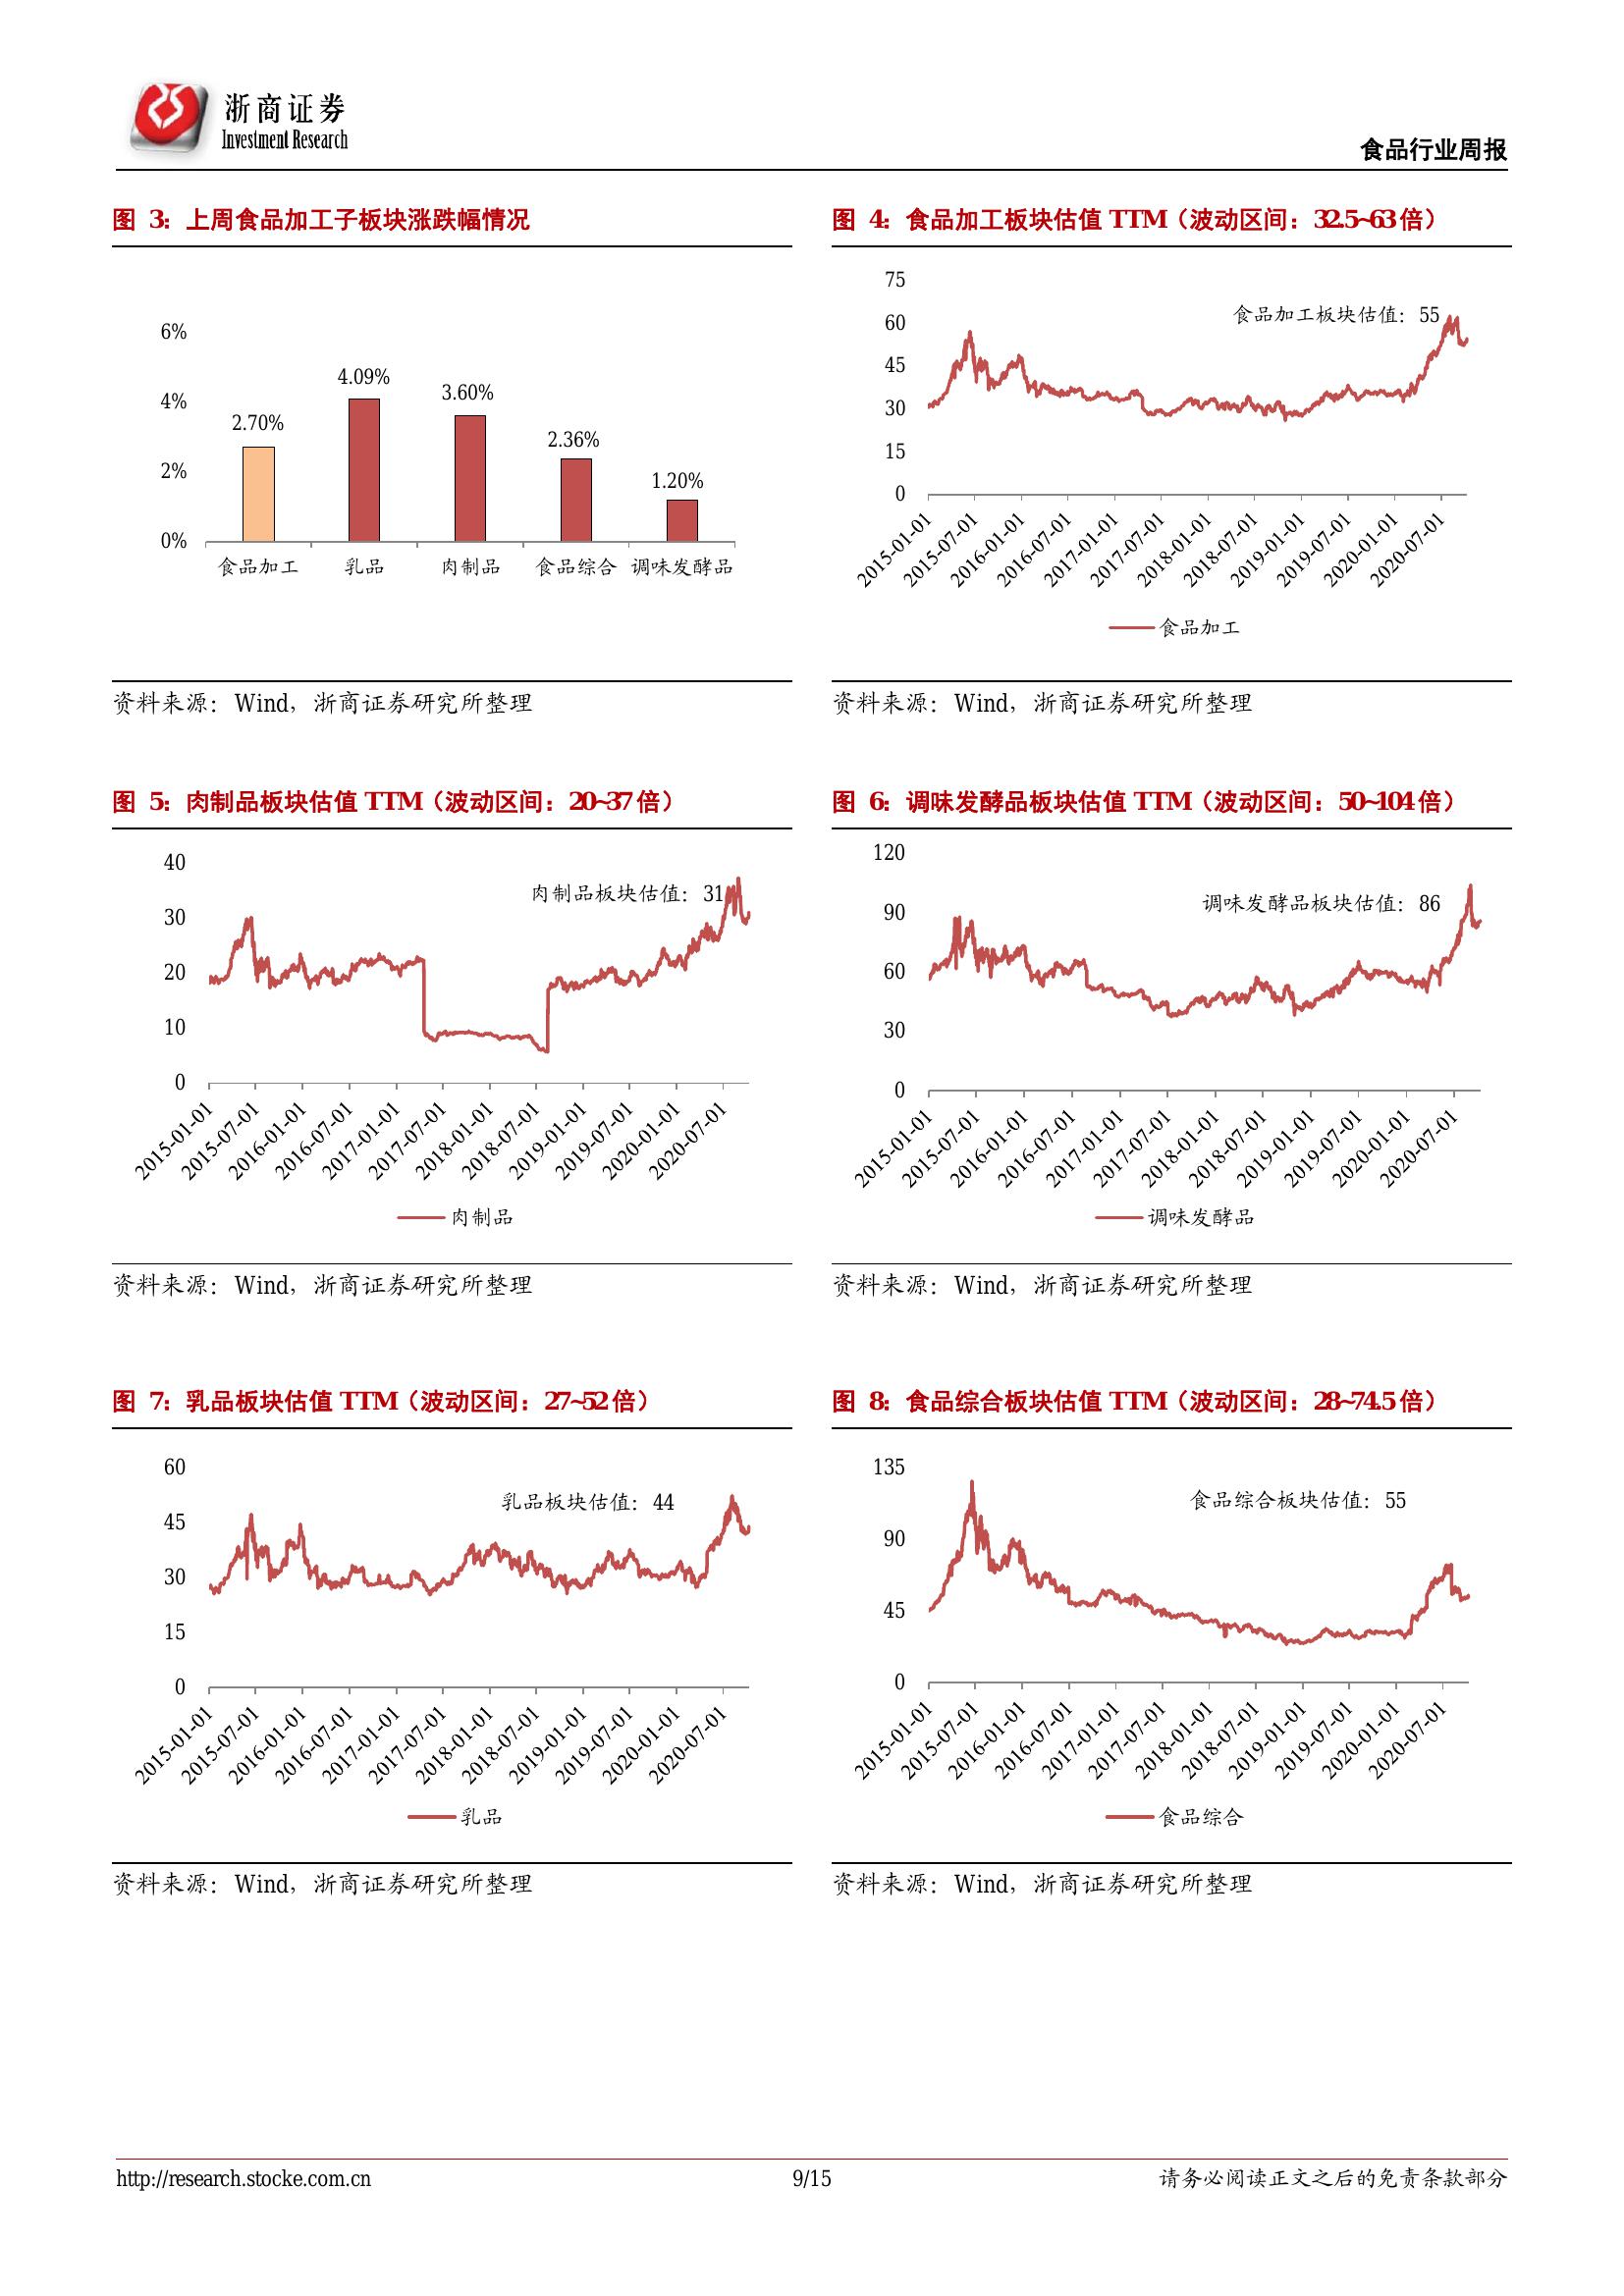 浙商证券
Investment Research
食品行业周报
图 3：上周食品加工子板块涨跌幅情况
6%
4%
2%
0%
2.70%
4.09%
3.60%
2.36%
1.20%
食品加工
乳品
肉制品
食品综合
调味发酵品
资料来源：Wind，浙商证券研究所整理
图 4：食品加工板块估值 TTM（波动区间：32.5~63 倍）
75
60
45
30
15
0
食品加工板块估值：55
2015-01-01
2015-07-01
2016-01-01
2016-07-01
2017-01-01
2017-07-01
2018-01-01
2018-07-01
2019-01-01
2019-07-01
2020-01-01
2020-07-01
食品加工
资料来源：Wind，浙商证券研究所整理
图 5：肉制品板块估值 TTM（波动区间：20~37 倍）
40
30
20
10
0
肉制品板块估值：31
2015-01-01
2015-07-01
2016-01-01
2016-07-01
2017-01-01
2017-07-01
2018-01-01
2018-07-01
2019-01-01
2019-07-01
2020-01-01
2020-07-01
肉制品
资料来源：Wind，浙商证券研究所整理
图 6：调味发酵品板块估值 TTM（波动区间：50~104 倍）
120
90
60
30
0
调味发酵品板块估值：86
2015-01-01
2015-07-01
2016-01-01
2016-07-01
2017-01-01
2017-07-01
2018-01-01
2018-07-01
2019-01-01
2019-07-01
2020-01-01
2020-07-01
调味发酵品
资料来源：Wind，浙商证券研究所整理
图 7：乳品板块估值 TTM（波动区间：27~52 倍）
60
45
30
15
0
乳品板块估值：44
2015-01-01
2015-07-01
2016-01-01
2016-07-01
2017-01-01
2017-07-01
2018-01-01
2018-07-01
2019-01-01
2019-07-01
2020-01-01
2020-07-01
乳品
资料来源：Wind，浙商证券研究所整理
图 8：食品综合板块估值 TTM（波动区间：28~74.5 倍）
135
90
45
0
食品综合板块估值：55
2015-01-01
2015-07-01
2016-01-01
2016-07-01
2017-01-01
2017-07-01
2018-01-01
2018-07-01
2019-01-01
2019-07-01
2020-01-01
2020-07-01
食品综合
资料来源：Wind，浙商证券研究所整理
http://research.stocke.com.cn
9/15
请务必阅读正文之后的免责条款部分